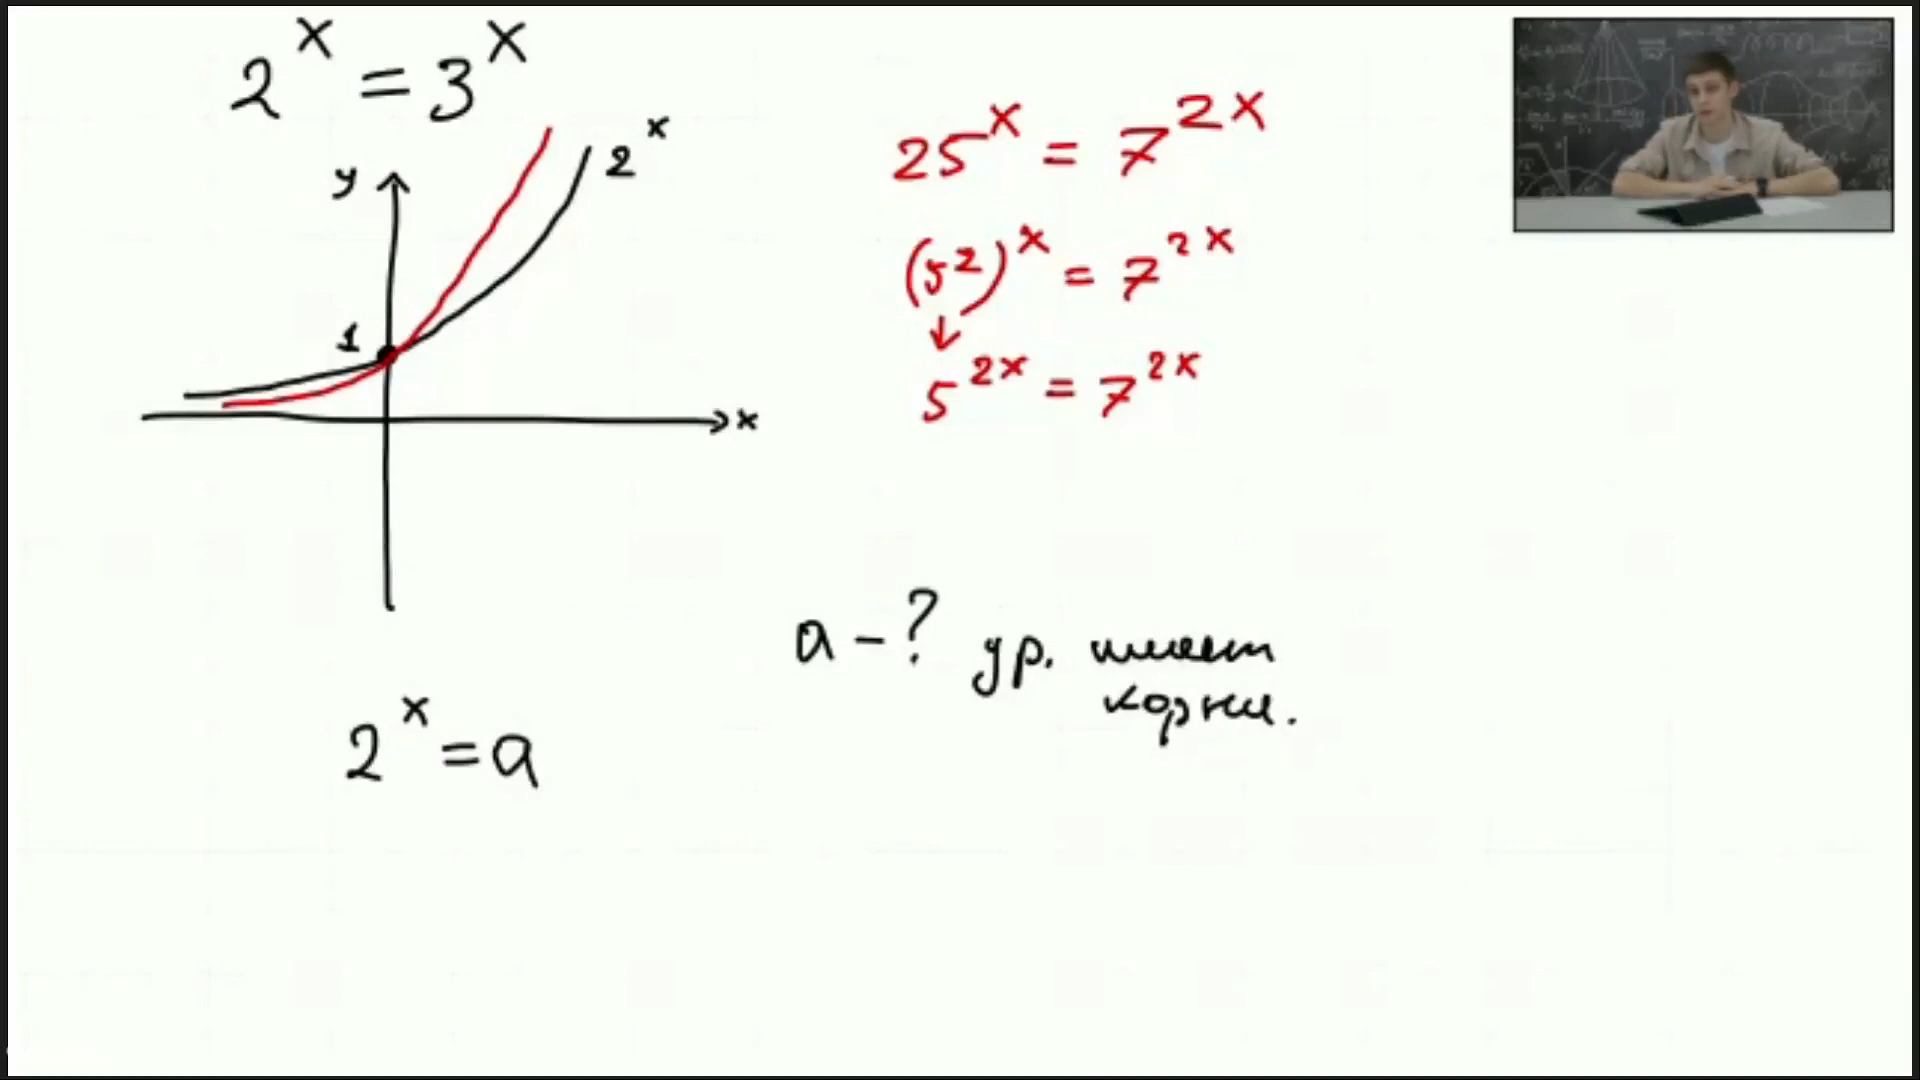 2^x = 3^x
y
2^x
1
x
25^x = 7^2x
(5^2)^x = 7^2x
5^2x = 7^2x
a - ? ур. имеет
корни.
2^x = a